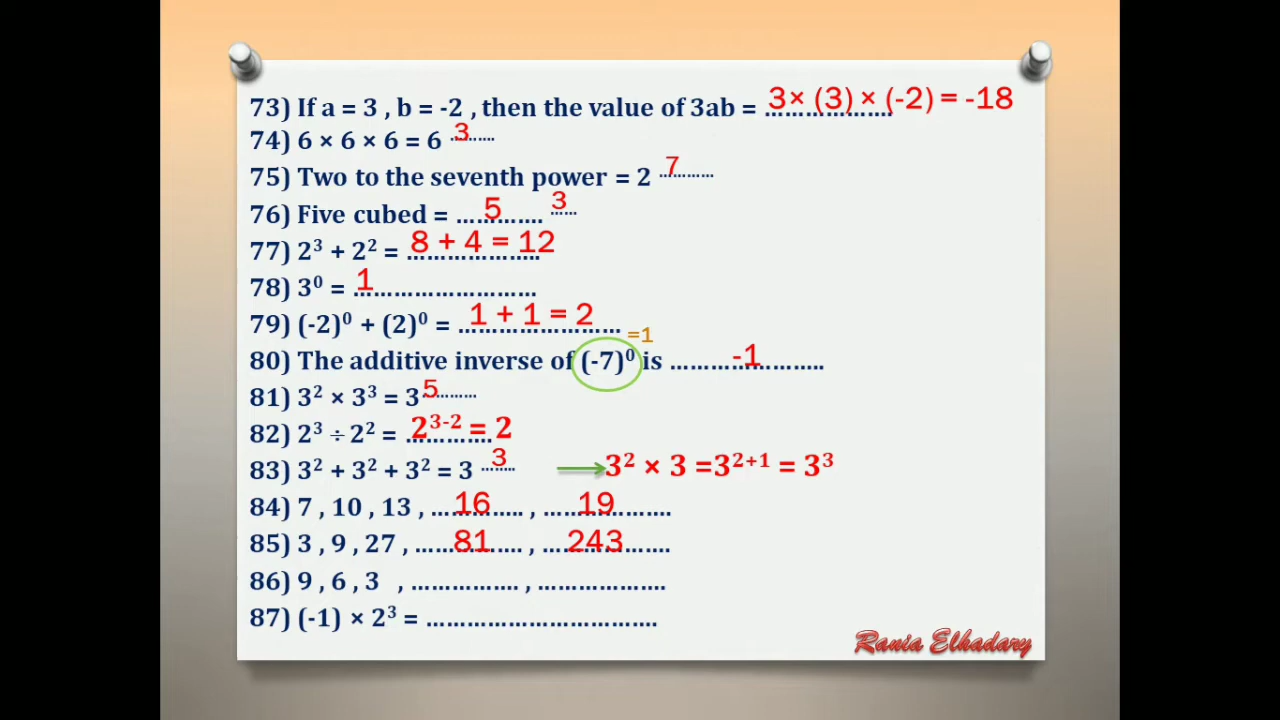 73) If a = 3 , b = -2 , then the value of 3ab = 3× (3) × (-2) = -18
74) 6 × 6 × 6 = 6 ³
75) Two to the seventh power = 2 ⁷
76) Five cubed = 5 ³
77) 2³ + 2² = 8 + 4 = 12
78) 3⁰ = 1
79) (-2)⁰ + (2)⁰ = 1 + 1 = 2
=1
80) The additive inverse of (-7)⁰ is -1
81) 3² × 3³ = 3⁵
82) 2³ ÷ 2² = 2³⁻² = 2
83) 3² + 3² + 3² = 3 ³ → 3² × 3 =3²⁺¹ = 3³
84) 7 , 10 , 13 , 16 , 19
85) 3 , 9 , 27 , 81 , 243
86) 9 , 6 , 3 , ................ , ...................
87) (-1) × 2³ = ..................................
Rania Elhadary